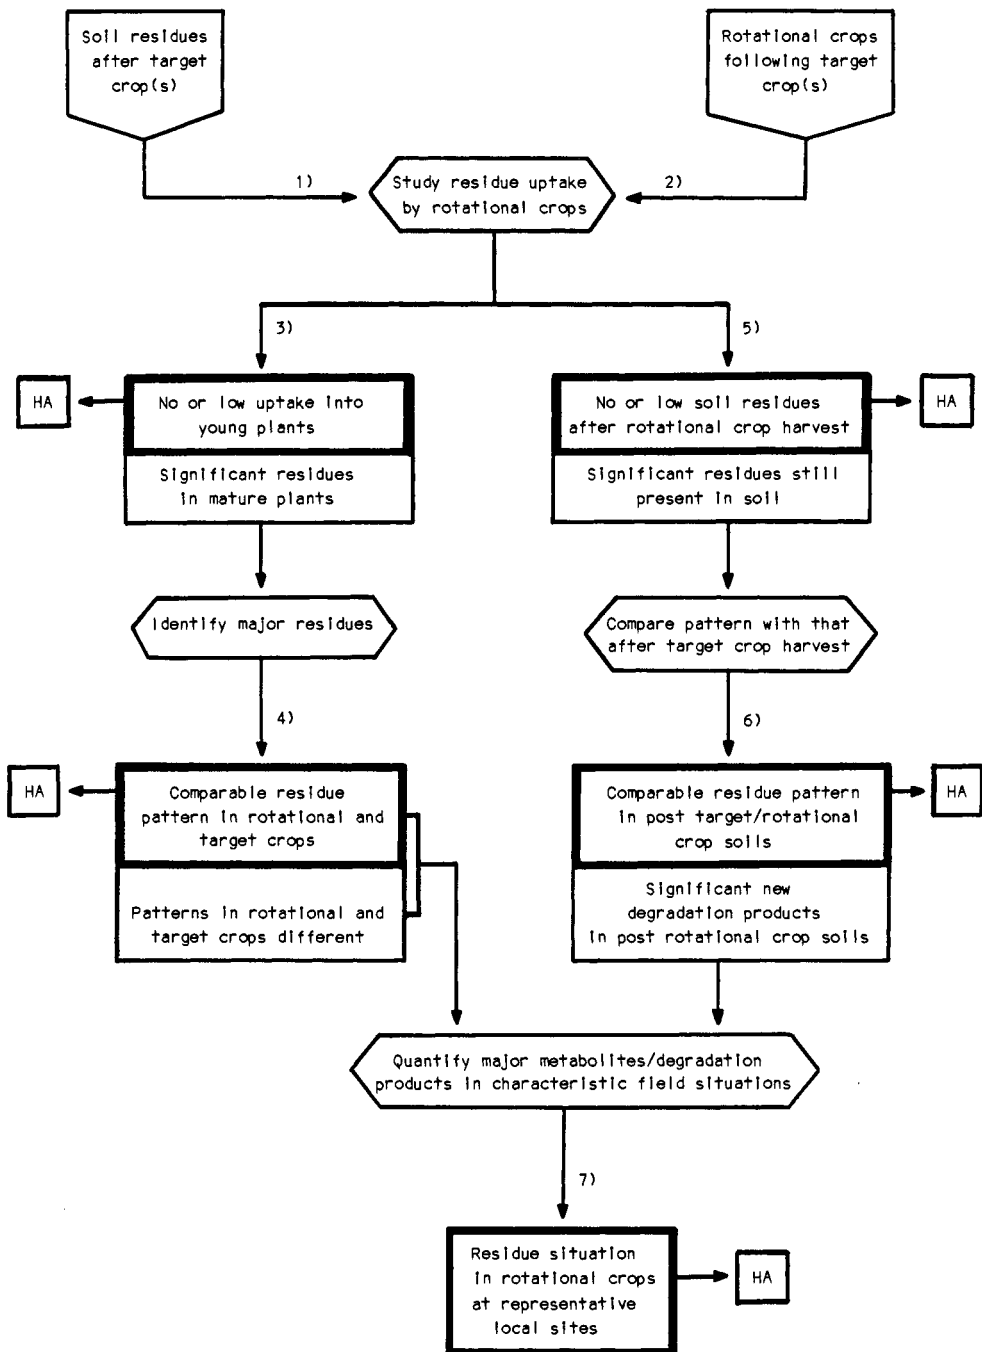 Soil residues
after target
crop(s)
Rotational crops
following target
crop(s)
1)
Study residue uptake
by rotational crops
2)
3)
5)
HA
No or low uptake into
young plants
Significant residues
in mature plants
No or low soil residues
after rotational crop harvest
Significant residues still
present in soil
HA
Identify major residues
Compare pattern with that
after target crop harvest
4)
6)
HA
Comparable residue
pattern in rotational and
target crops
Patterns in rotational and
target crops different
Comparable residue pattern
in post target/rotational
crop soils
Significant new
degradation products
in post rotational crop soils
HA
Quantify major metabolites/degradation
products in characteristic field situations
7)
Residue situation
in rotational crops
at representative
local sites
HA